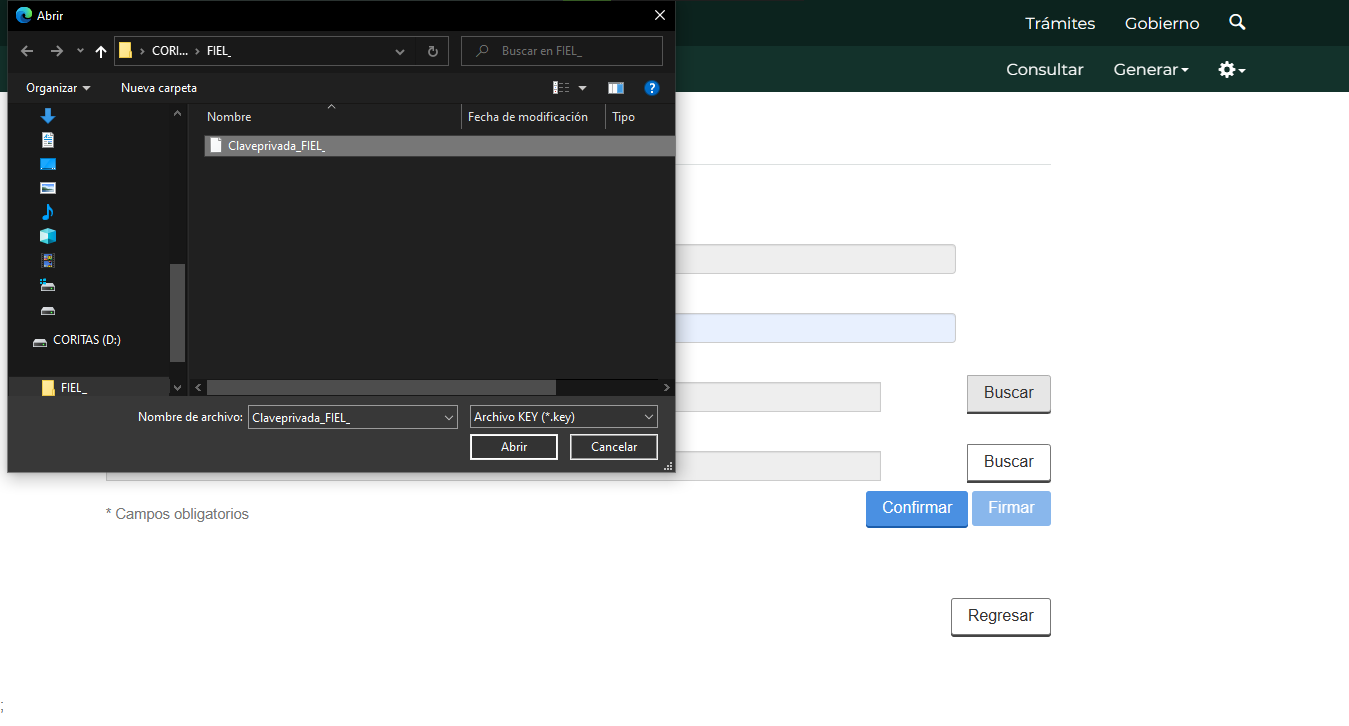 Abrir
Trámites Gobierno
CORI... FIEL_
Buscar en FIEL_
Consultar Generar
Organizar
Nueva carpeta
?
Nombre
Fecha de modificación
Tipo
Claveprivada_FIEL_
CORITAS (D:)
FIEL_
Nombre de archivo: Claveprivada_FIEL_
Archivo KEY (*.key)
Abrir
Cancelar
Buscar
Buscar
* Campos obligatorios
Confirmar
Firmar
Regresar
;